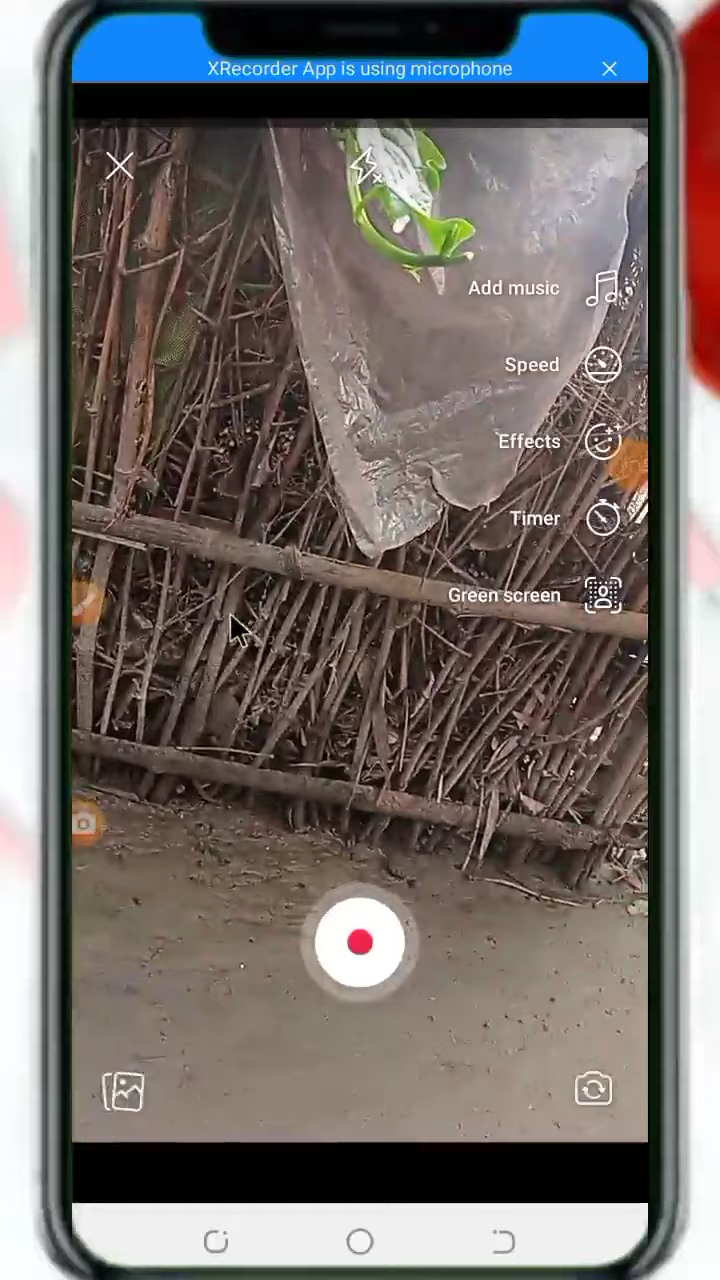 XRecorder App is using microphone
Add music
Speed
Effects
Timer
Green screen